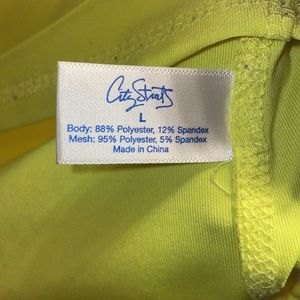 City Streets
L
Body: 88% Polyester, 12% Spandex
Mesh: 95% Polyester, 5% Spandex
Made in China